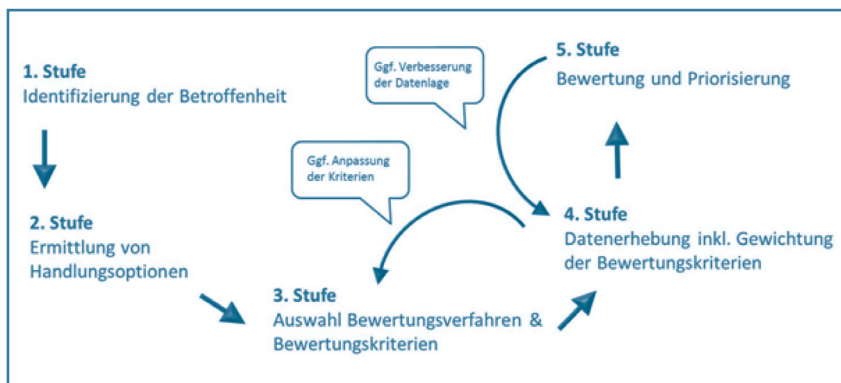 1. Stufe
Identifizierung der Betroffenheit
2. Stufe
Ermittlung von
Handlungsoptionen
3. Stufe
Auswahl Bewertungsverfahren &
Bewertungskriterien
Ggf. Anpassung
der Kriterien
4. Stufe
Datenerhebung inkl. Gewichtung
der Bewertungskriterien
Ggf. Verbesserung
der Datenlage
5. Stufe
Bewertung und Priorisierung